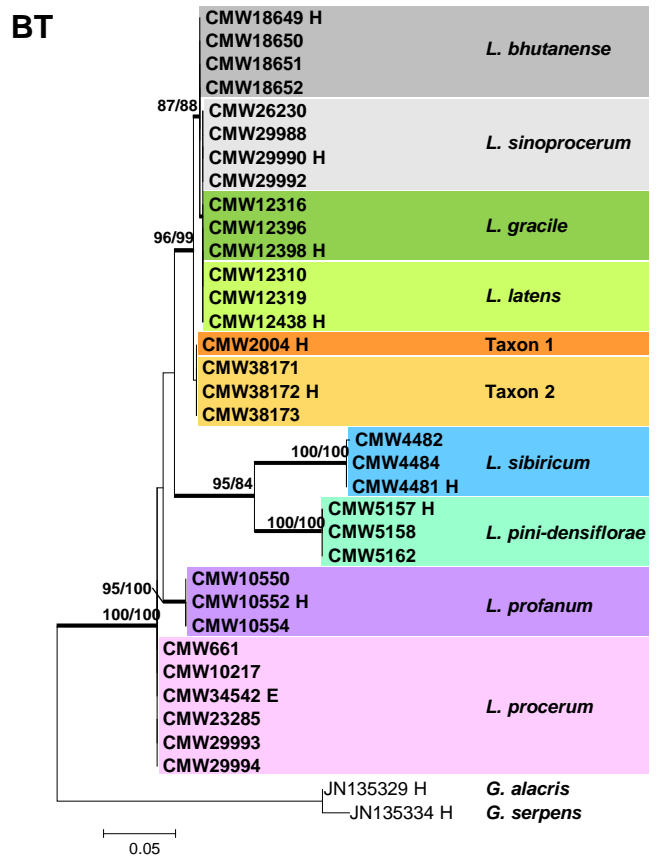 BT
CMW18649 H
CMW18650
CMW18651
CMW18652
L. bhutanense
87/88
CMW26230
CMW29988
CMW29990 H
CMW29992
L. sinoprocerum
CMW12316
CMW12396
CMW12398 H
L. gracile
96/99
CMW12310
CMW12319
CMW12438 H
L. latens
CMW2004 H
Taxon 1
CMW38171
CMW38172 H
CMW38173
Taxon 2
CMW4482
CMW4484
CMW4481 H
L. sibiricum
100/100
95/84
CMW5157 H
CMW5158
CMW5162
L. pini-densiflorae
100/100
CMW10550
CMW10552 H
CMW10554
L. profanum
95/100
100/100
CMW661
CMW10217
CMW34542 E
CMW23285
CMW29993
CMW29994
L. procerum
JN135329 H
G. alacris
JN135334 H
G. serpens
0.05